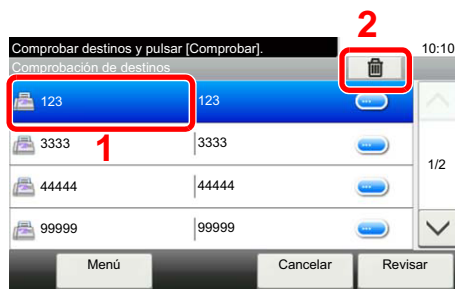 2
Comprobar destinos y pulsar [Comprobar].
10:10
Comprobación de destinos
123 123
1
3333 3333
1/2
44444 44444
99999 99999
Menú Cancelar Revisar